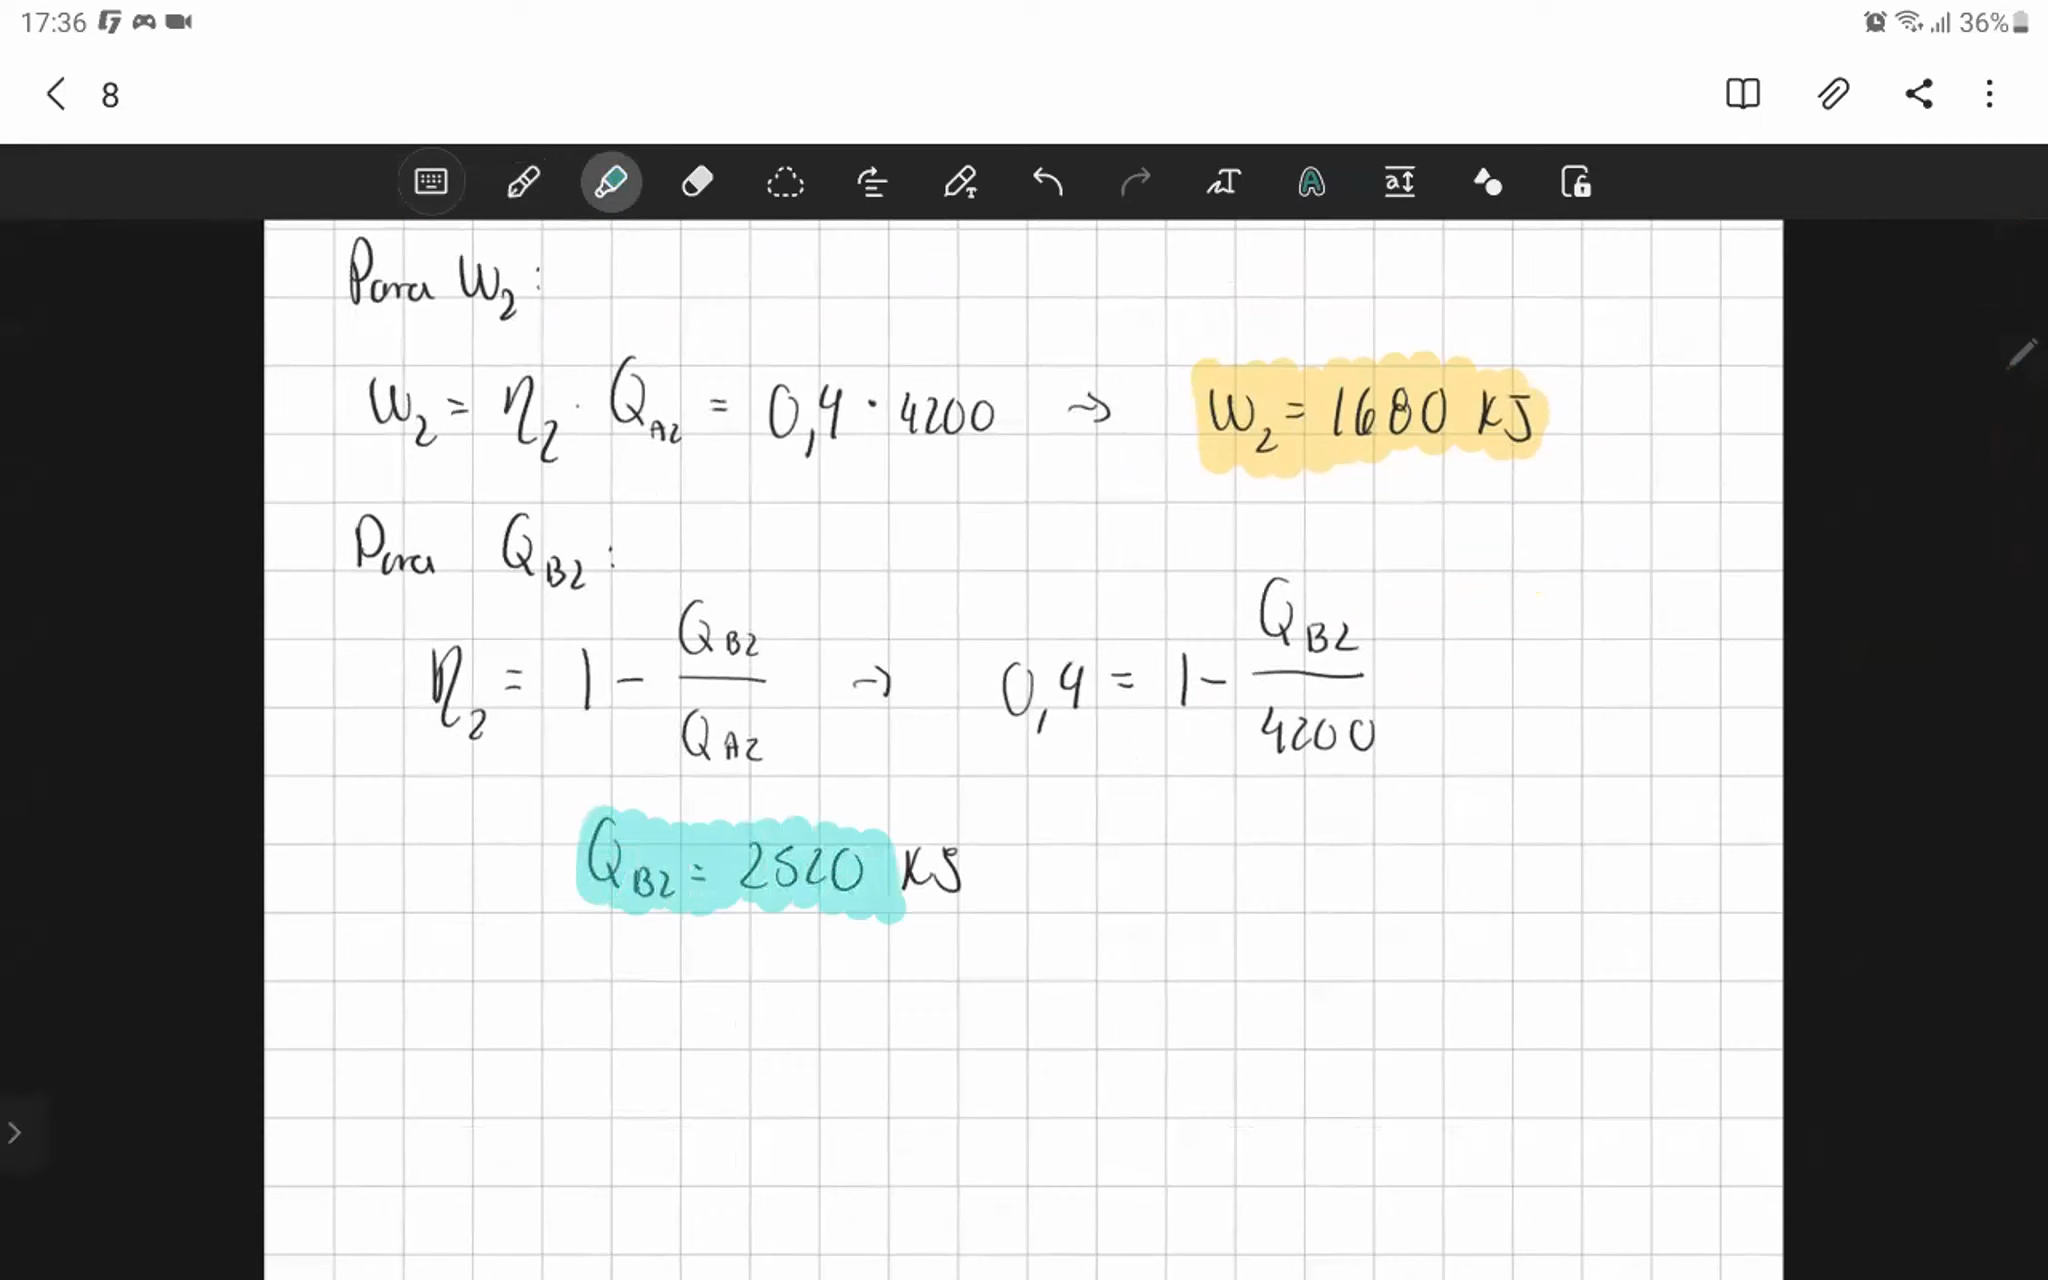 17:36 36%
8
Para W₂:
W₂ = η₂ · Q_A2 = 0,4 · 4200 → W₂ = 1680 KJ
Para Q_B2:
η₂ = 1 - Q_B2 / Q_A2 → 0,4 = 1 - Q_B2 / 4200
Q_B2 = 2520 KJ